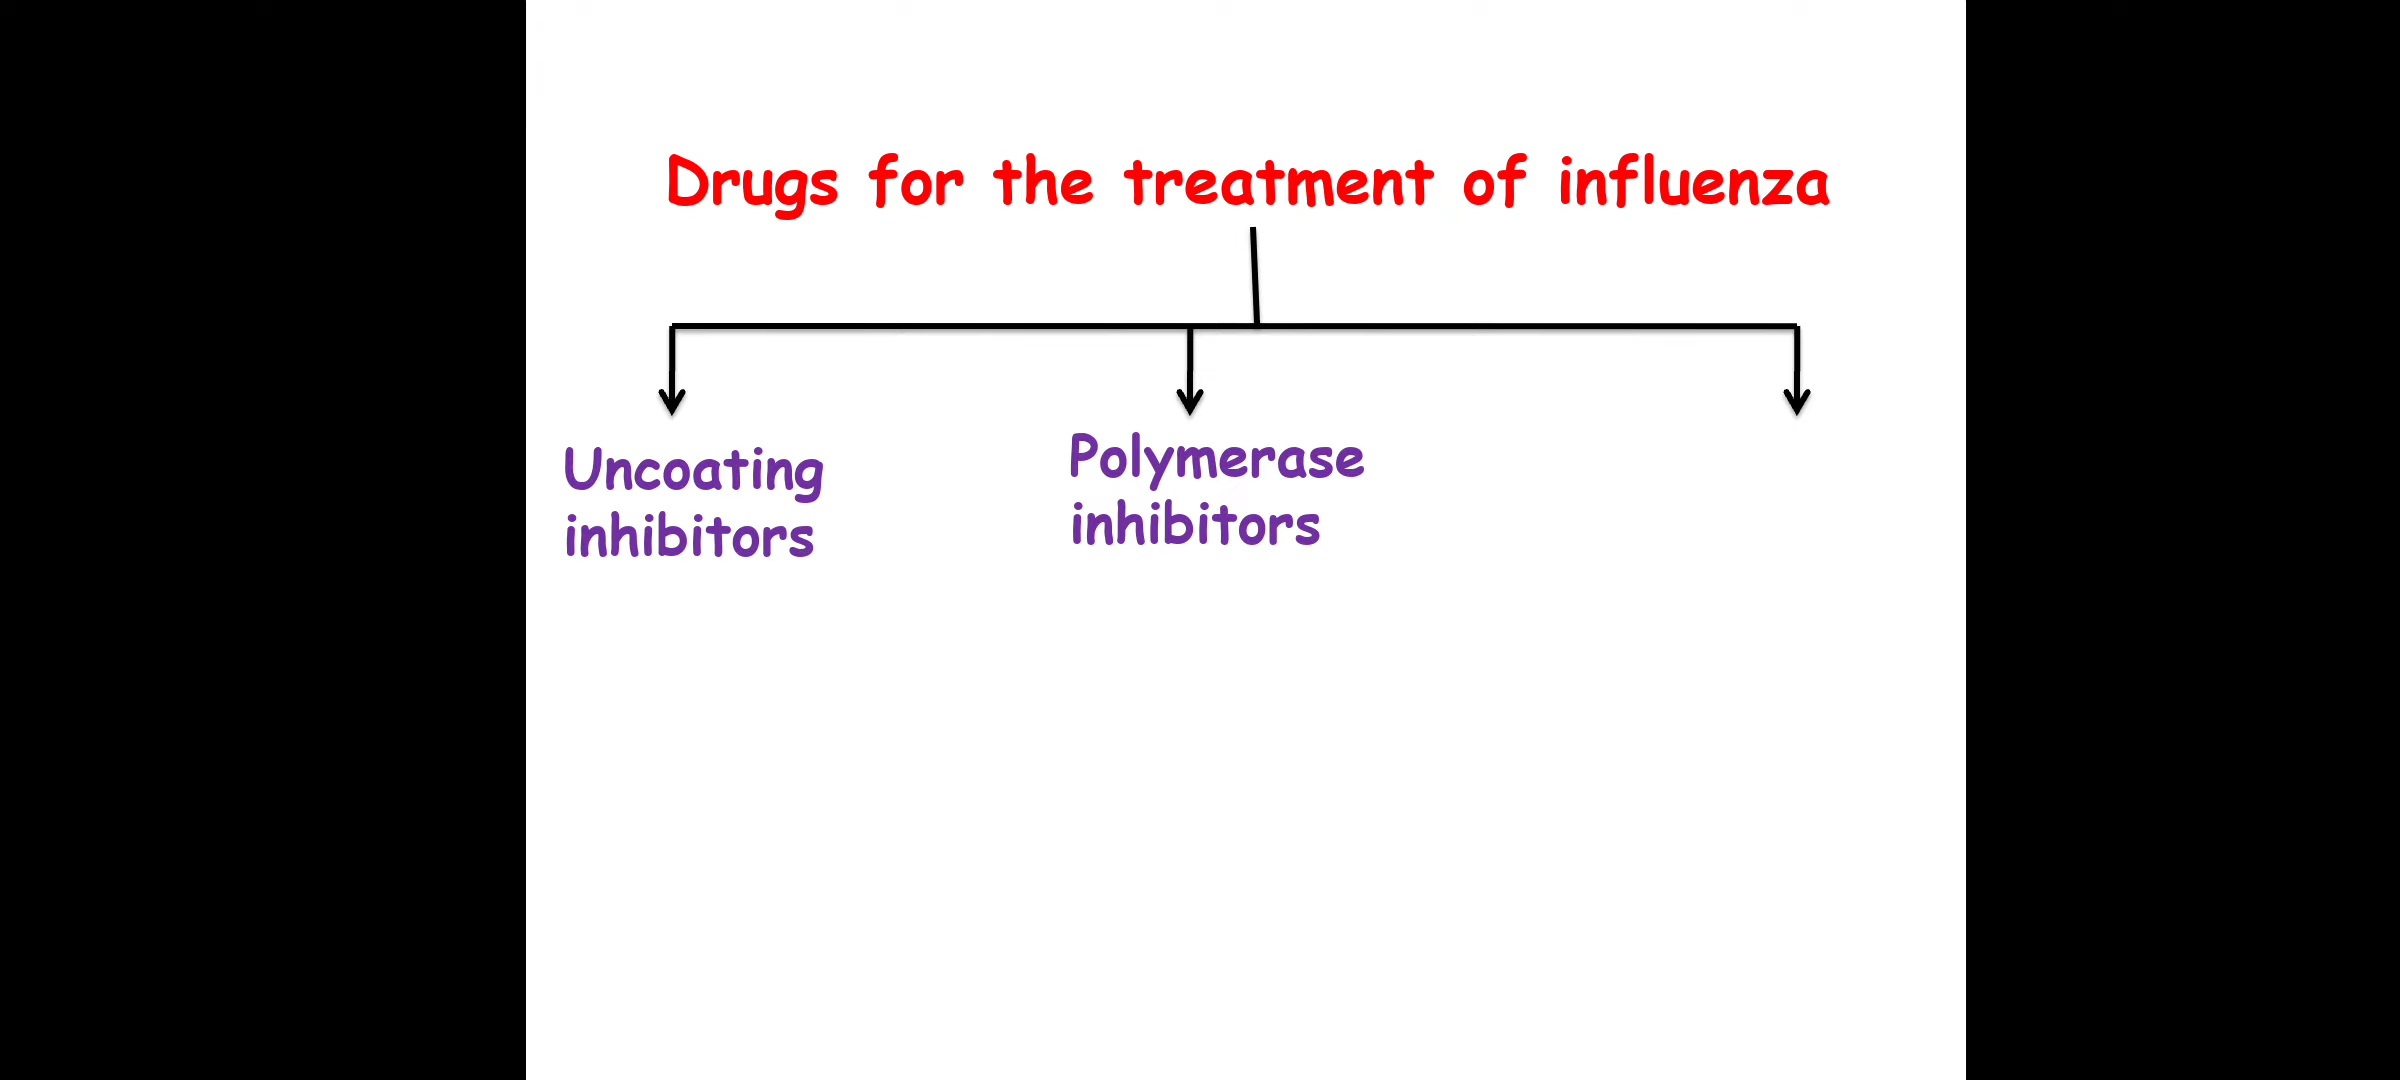 Drugs for the treatment of influenza
Uncoating
inhibitors
Polymerase
inhibitors